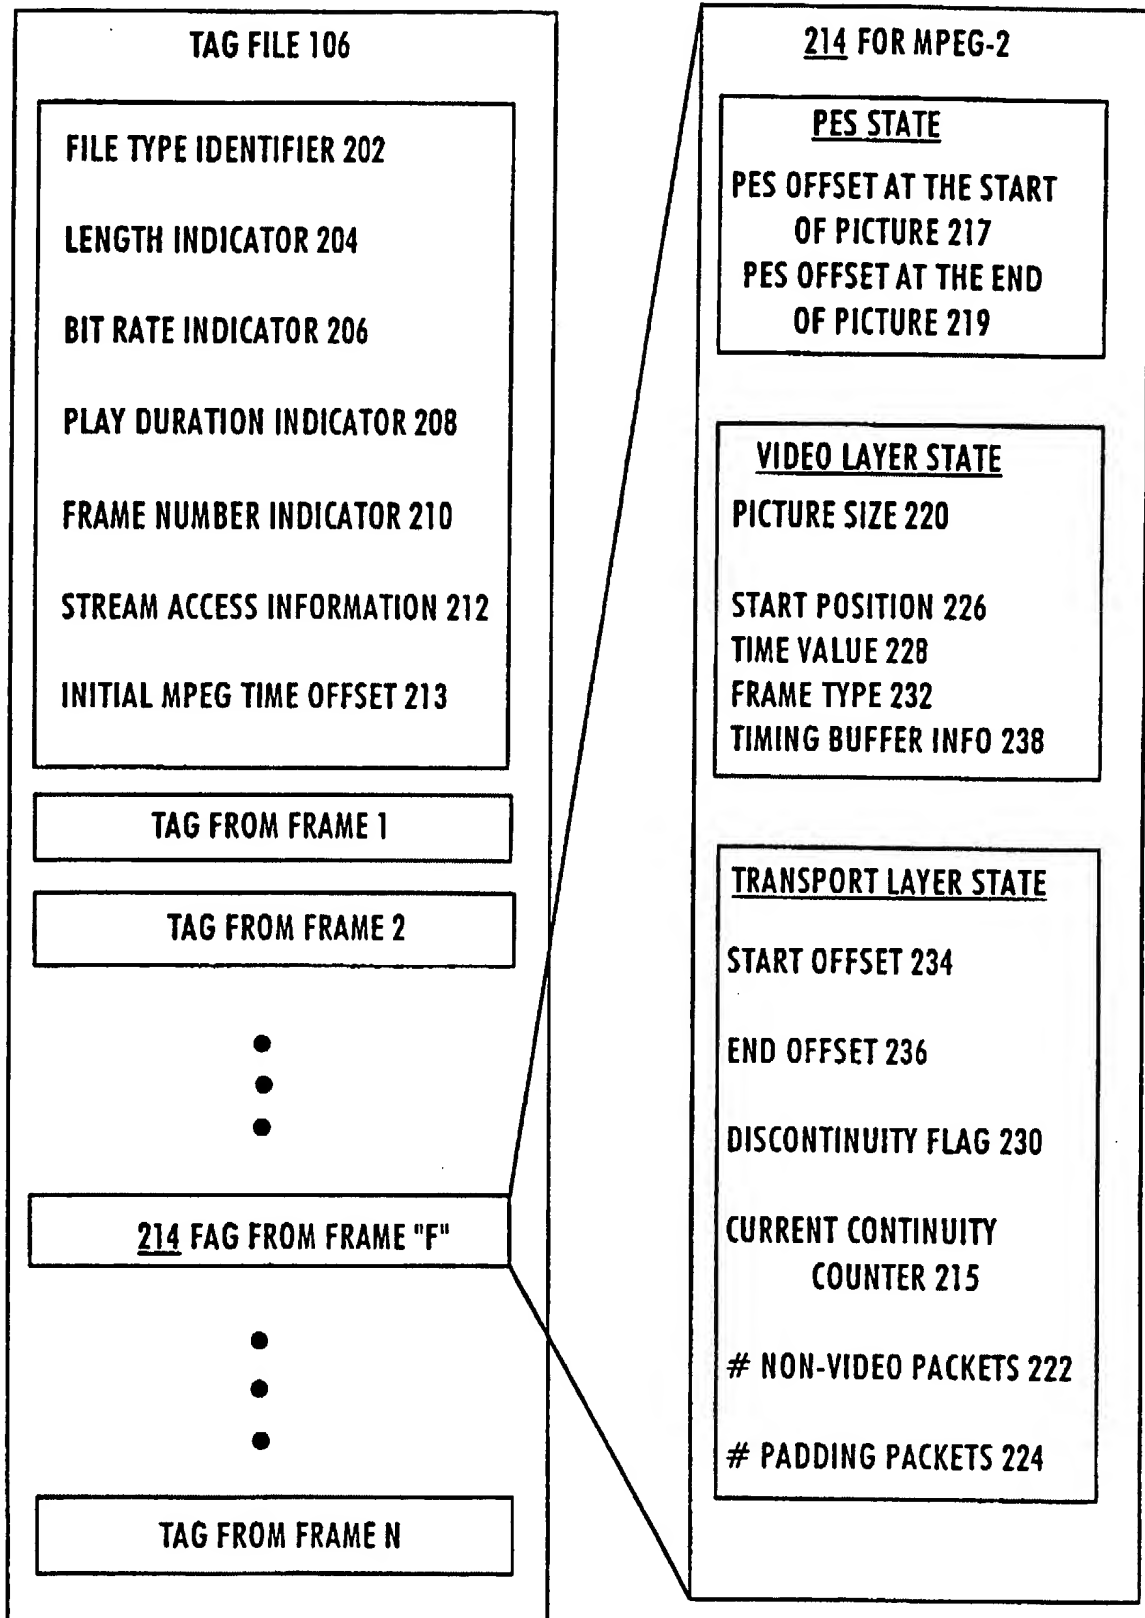 TAG FILE 106
FILE TYPE IDENTIFIER 202
LENGTH INDICATOR 204
BIT RATE INDICATOR 206
PLAY DURATION INDICATOR 208
FRAME NUMBER INDICATOR 210
STREAM ACCESS INFORMATION 212
INITIAL MPEG TIME OFFSET 213
TAG FROM FRAME 1
TAG FROM FRAME 2
214 FAG FROM FRAME "F"
TAG FROM FRAME N
214 FOR MPEG-2
PES STATE
PES OFFSET AT THE START
OF PICTURE 217
PES OFFSET AT THE END
OF PICTURE 219
VIDEO LAYER STATE
PICTURE SIZE 220
START POSITION 226
TIME VALUE 228
FRAME TYPE 232
TIMING BUFFER INFO 238
TRANSPORT LAYER STATE
START OFFSET 234
END OFFSET 236
DISCONTINUITY FLAG 230
CURRENT CONTINUITY
COUNTER 215
# NON-VIDEO PACKETS 222
# PADDING PACKETS 224